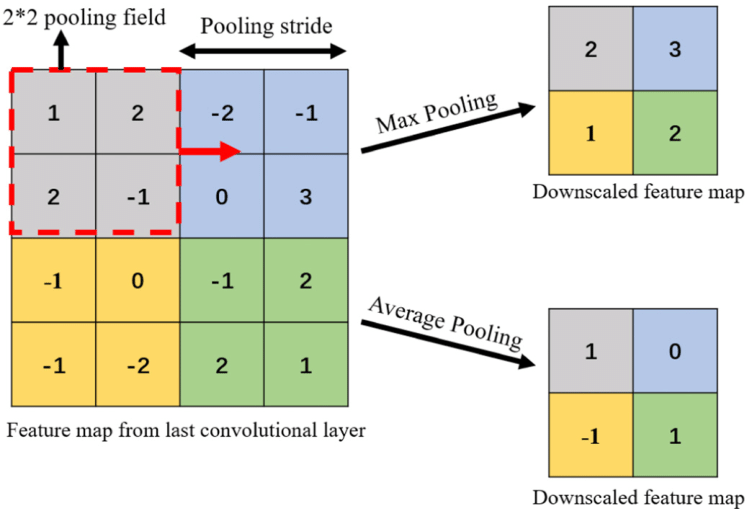 2*2 pooling field
Pooling stride
1 2 -2 -1
2 -1 0 3
-1 0 -1 2
-1 -2 2 1
Feature map from last convolutional layer
Max Pooling
2 3
1 2
Downscaled feature map
Average Pooling
1 0
-1 1
Downscaled feature map